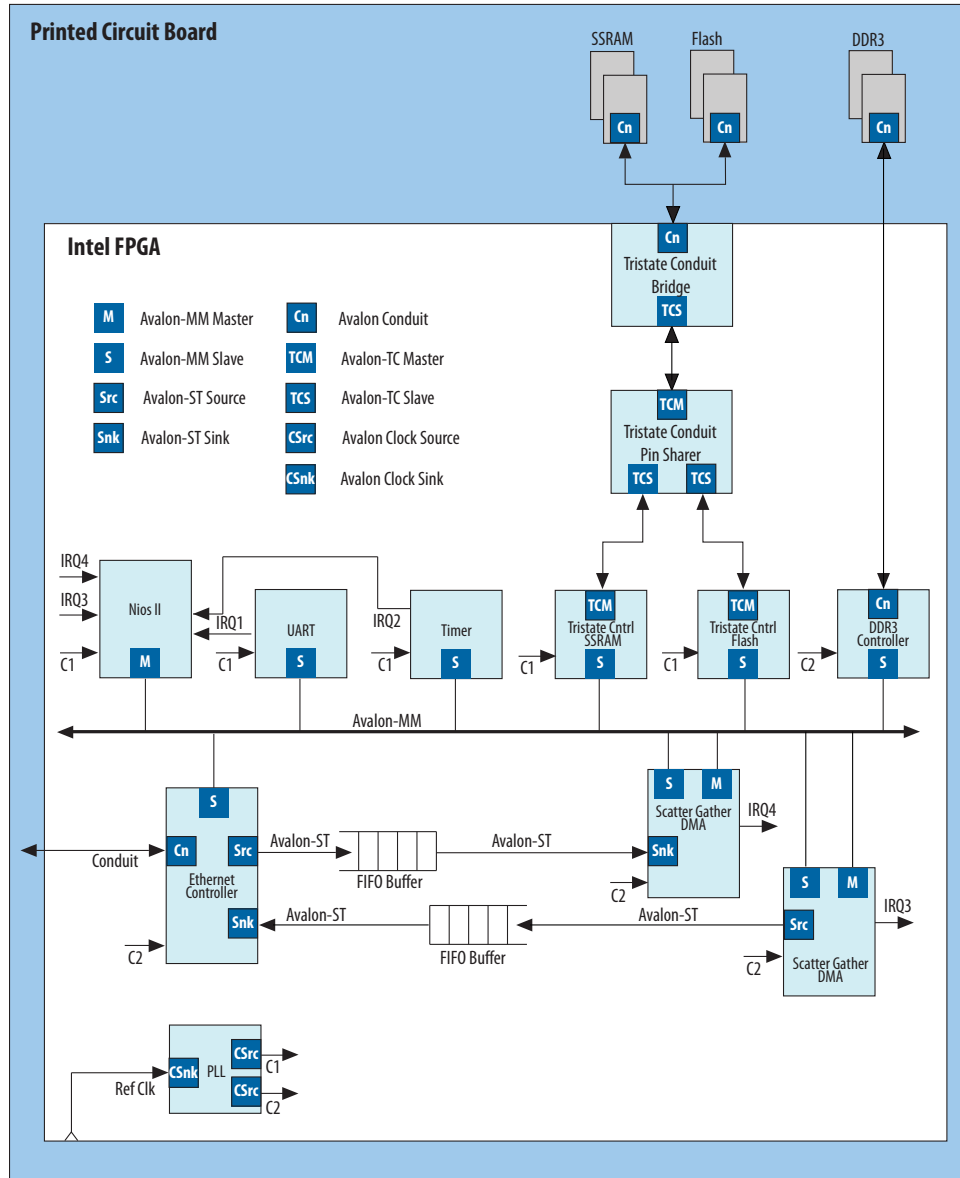 Printed Circuit Board
SSRAM
Flash
DDR3
Cn
Cn
Cn
Intel FPGA
Cn
Tristate Conduit
Bridge
TCS
M
Avalon-MM Master
Cn
Avalon Conduit
S
Avalon-MM Slave
TCM
Avalon-TC Master
Src
Avalon-ST Source
TCS
Avalon-TC Slave
Snk
Avalon-ST Sink
CSrc
Avalon Clock Source
CSnk
Avalon Clock Sink
TCM
Tristate Conduit
Pin Sharer
TCS
TCS
IRQ4
IRQ3
C1
Nios II
M
IRQ1
C1
UART
S
IRQ2
C1
Timer
S
C1
TCM
Tristate Cntrl
SSRAM
S
C1
TCM
Tristate Cntrl
Flash
S
C2
Cn
DDR3
Controller
S
Avalon-MM
S
Conduit
Cn
Src
Ethernet
Controller
Snk
C2
Avalon-ST
FIFO Buffer
Avalon-ST
S
M
Scatter Gather
DMA
Snk
IRQ4
C2
Avalon-ST
FIFO Buffer
Avalon-ST
S
M
Src
IRQ3
C2
Scatter Gather
DMA
Ref Clk
CSnk
PLL
CSrc
C1
CSrc
C2